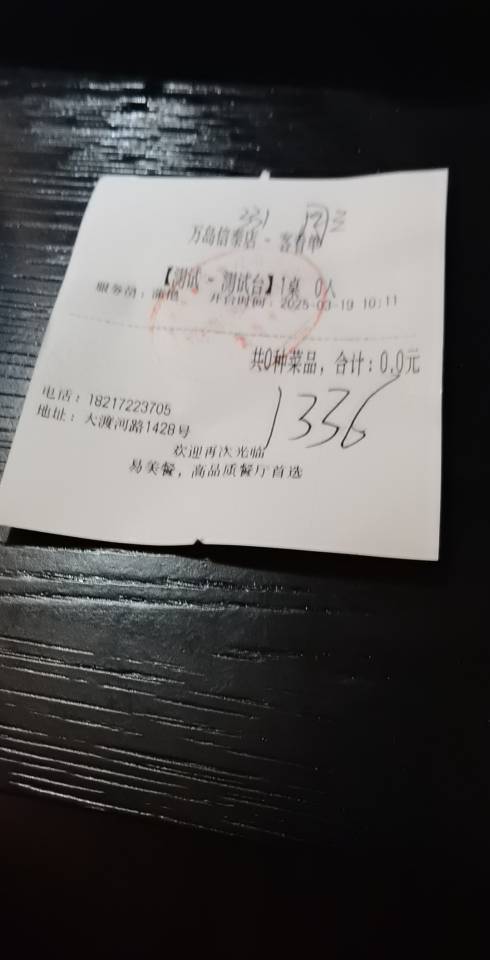 331
万岛信泰店 - 客看单
【测试 - 测试台】1桌 0人
开台时间：2025-03-19 10:11
共0种菜品，合计：0.0元
1336
电话：18217223705
地址：大渡河路1428号
欢迎再次光临
易美餐，高品质餐厅首选